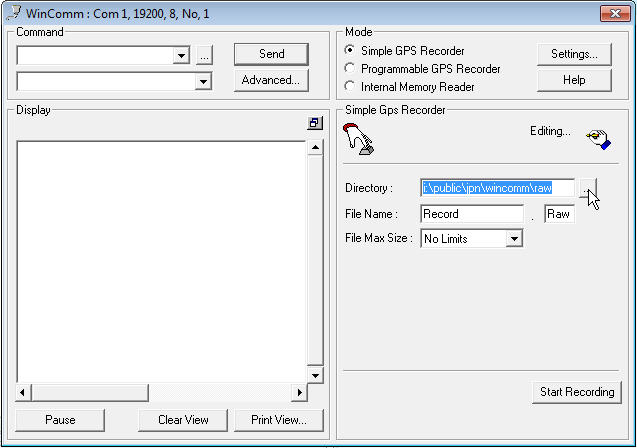 WinComm : Com 1, 19200, 8, No, 1
Command
...
Send
Advanced...
Mode
Simple GPS Recorder
Programmable GPS Recorder
Internal Memory Reader
Settings...
Help
Display
Pause
Clear View
Print View...
Simple Gps Recorder
Editing...
Directory : i:\public\jpn\wincomm\raw ...
File Name : Record . Raw
File Max Size : No Limits
Start Recording